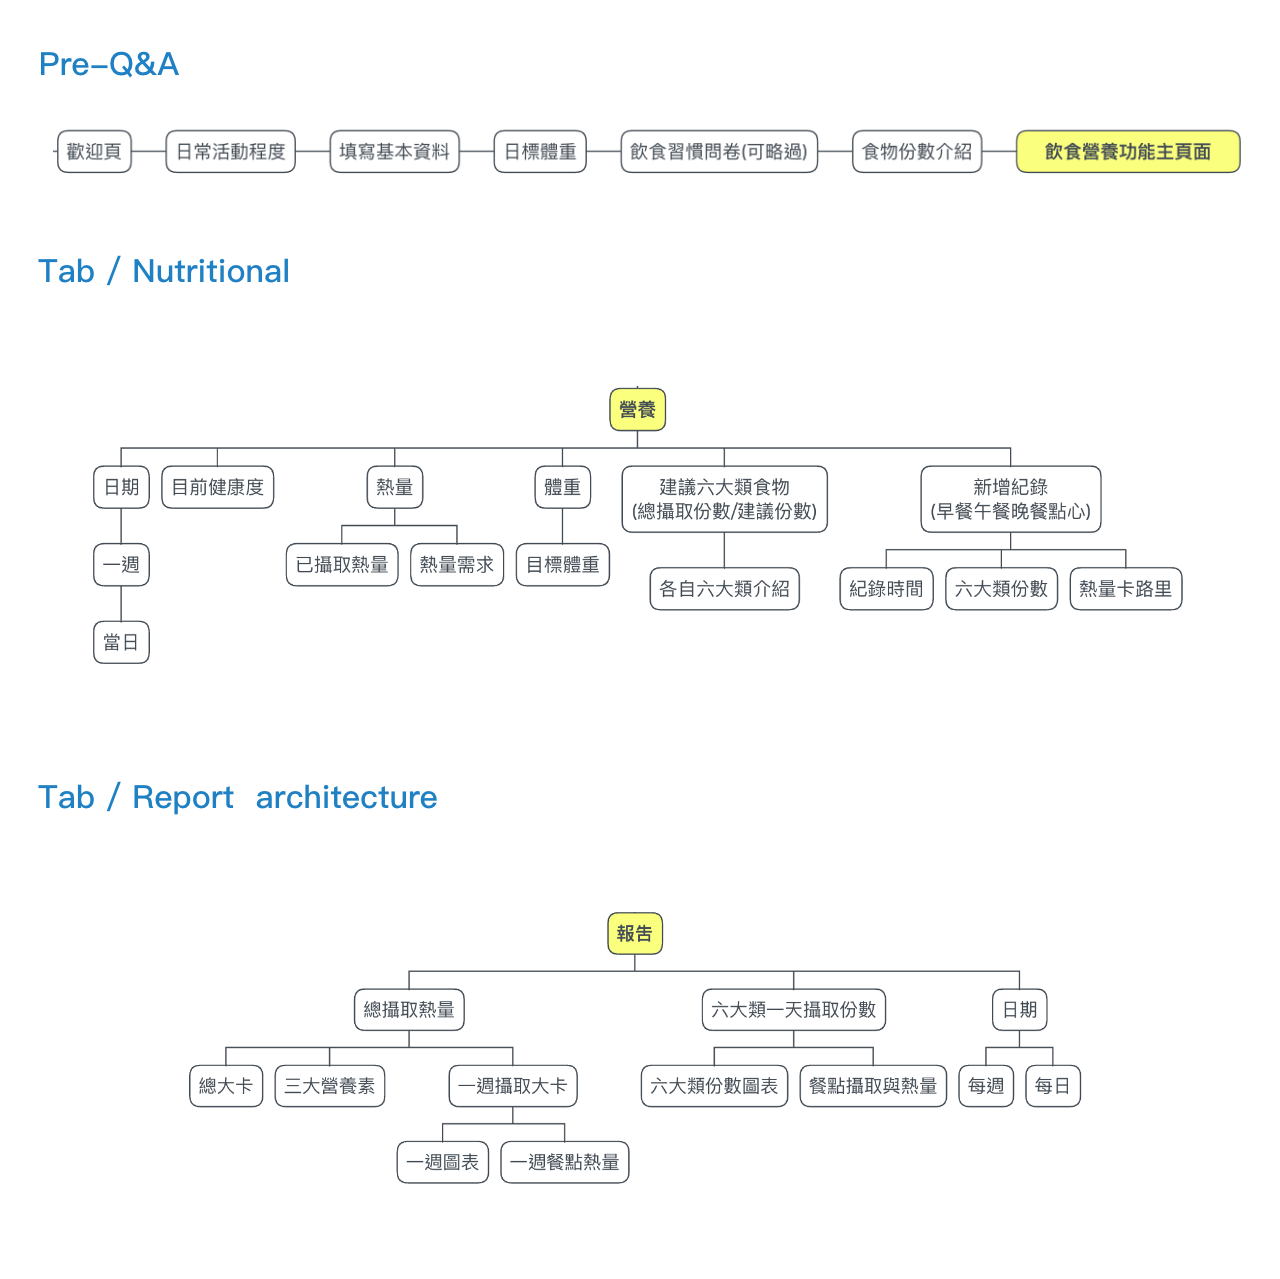 Pre-Q&A
歡迎頁
日常活動程度
填寫基本資料
日標體重
飲食習慣問卷(可略過)
食物份數介紹
飲食營養功能主頁面
Tab / Nutritional
營養
日期
目前健康度
熱量
體重
建議六大類食物
(總攝取份數/建議份數)
新增紀錄
(早餐午餐晚餐點心)
一週
已攝取熱量
熱量需求
目標體重
各自六大類介紹
紀錄時間
六大類份數
熱量卡路里
當日
Tab / Report architecture
報告
總攝取熱量
六大類一天攝取份數
日期
總大卡
三大營養素
一週攝取大卡
六大類份數圖表
餐點攝取與熱量
每週
每日
一週圖表
一週餐點熱量